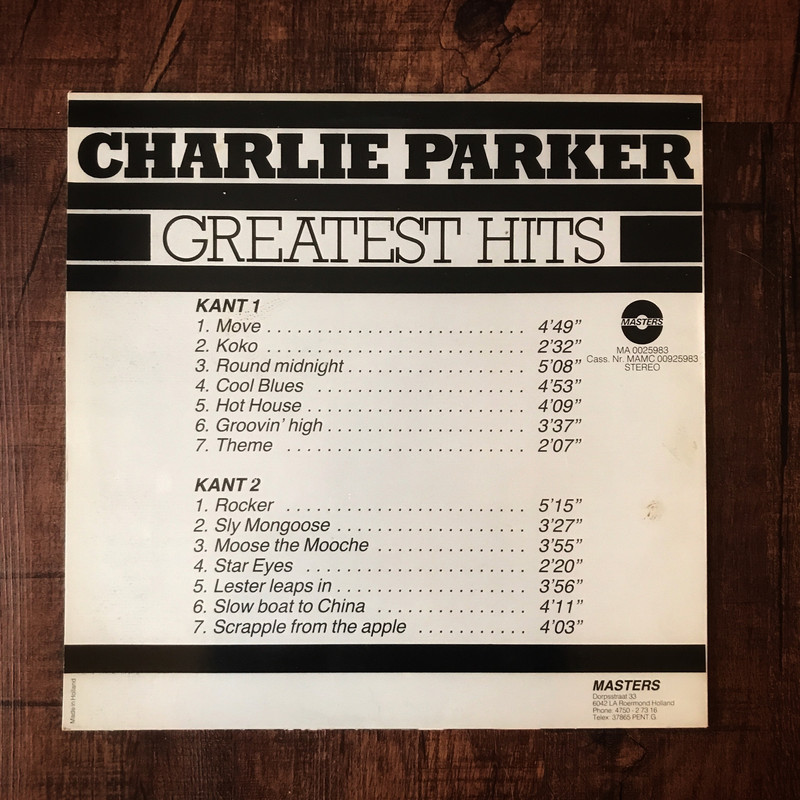 CHARLIE PARKER
GREATEST HITS
KANT 1
1. Move . . . . . . . . . . . . . . . . . . . . . . . . . . 4’49”
2. Koko . . . . . . . . . . . . . . . . . . . . . . . . . . 2’32”
3. Round midnight . . . . . . . . . . . . . . . . . . 5’08”
4. Cool Blues . . . . . . . . . . . . . . . . . . . . . 4’53”
5. Hot House . . . . . . . . . . . . . . . . . . . . . . 4’09”
6. Groovin’ high . . . . . . . . . . . . . . . . . . . . 3’37”
7. Theme . . . . . . . . . . . . . . . . . . . . . . . . 2’07”
MASTERS
MA 0025983
Cass. Nr. MAMC 00925983
STEREO
KANT 2
1. Rocker . . . . . . . . . . . . . . . . . . . . . . . . 5’15”
2. Sly Mongoose . . . . . . . . . . . . . . . . . . . 3’27”
3. Moose the Mooche . . . . . . . . . . . . . . . 3’55”
4. Star Eyes . . . . . . . . . . . . . . . . . . . . . . 2’20”
5. Lester leaps in . . . . . . . . . . . . . . . . . . . 3’56”
6. Slow boat to China . . . . . . . . . . . . . . . 4’11”
7. Scrapple from the apple . . . . . . . . . . . 4’03”
Made in Holland
MASTERS
Dorpsstraat 33
6042 LA Roermond Holland
Phone: 4750 - 2 73 16
Telex: 37865 PENT G.